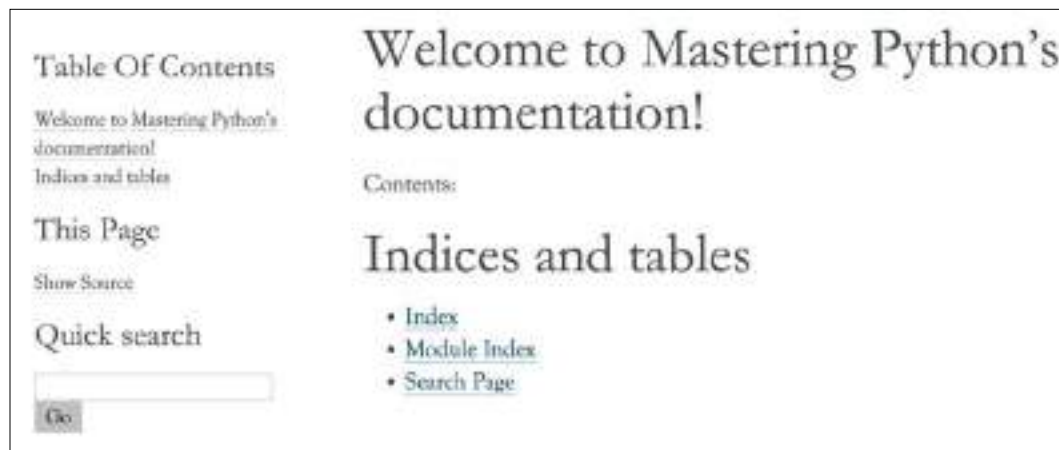 Table Of Contents
Welcome to Mastering Python's
documentation!
Indices and tables
This Page
Show Source
Quick search
Go
Welcome to Mastering Python's
documentation!
Contents:
Indices and tables
• Index
• Module Index
• Search Page